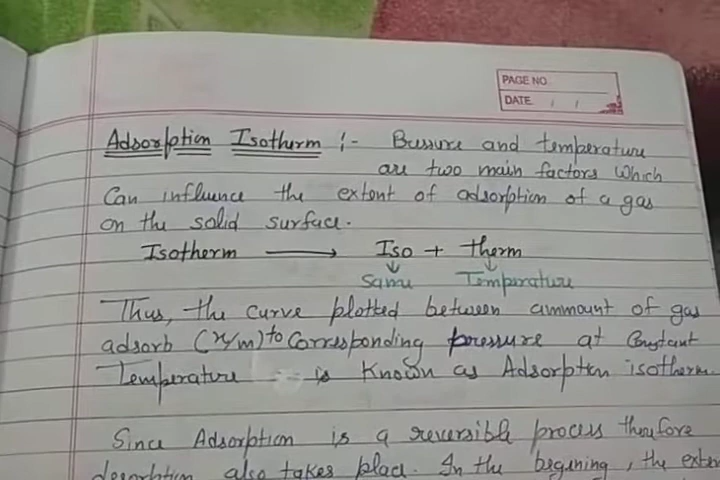 PAGE NO.
DATE / /
Adsorption Isotherm :- Pressure and temperature
are two main factors which
Can influence the extent of adsorption of a gas
on the solid surface.
Isotherm → Iso + therm
↓ ↓
Same Temperature
Thus, the curve plotted between ammount of gas
adsorb (x/m) to corresponding pressure at Constant
Temperature is Known as Adsorption isotherm.
Since Adsorption is a reversible process therefore
desorbtion also takes place. In the begining, the exten